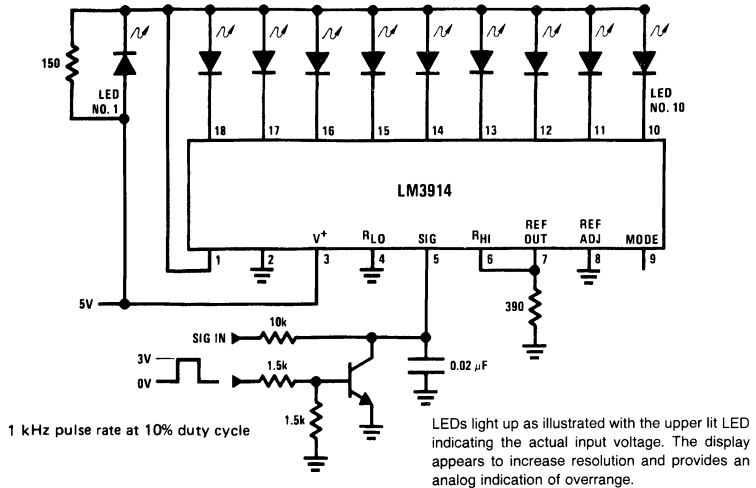 150
LED
NO. 1
LED
NO. 10
18 17 16 15 14 13 12 11 10
LM3914
V+ RLO SIG RHI REF OUT REF ADJ MODE
1 2 3 4 5 6 7 8 9
5V
390
10k
SIG IN
3V
0V
1.5k
0.02 μF
1.5k
1 kHz pulse rate at 10% duty cycle
LEDs light up as illustrated with the upper lit LED
indicating the actual input voltage. The display
appears to increase resolution and provides an
analog indication of overrange.